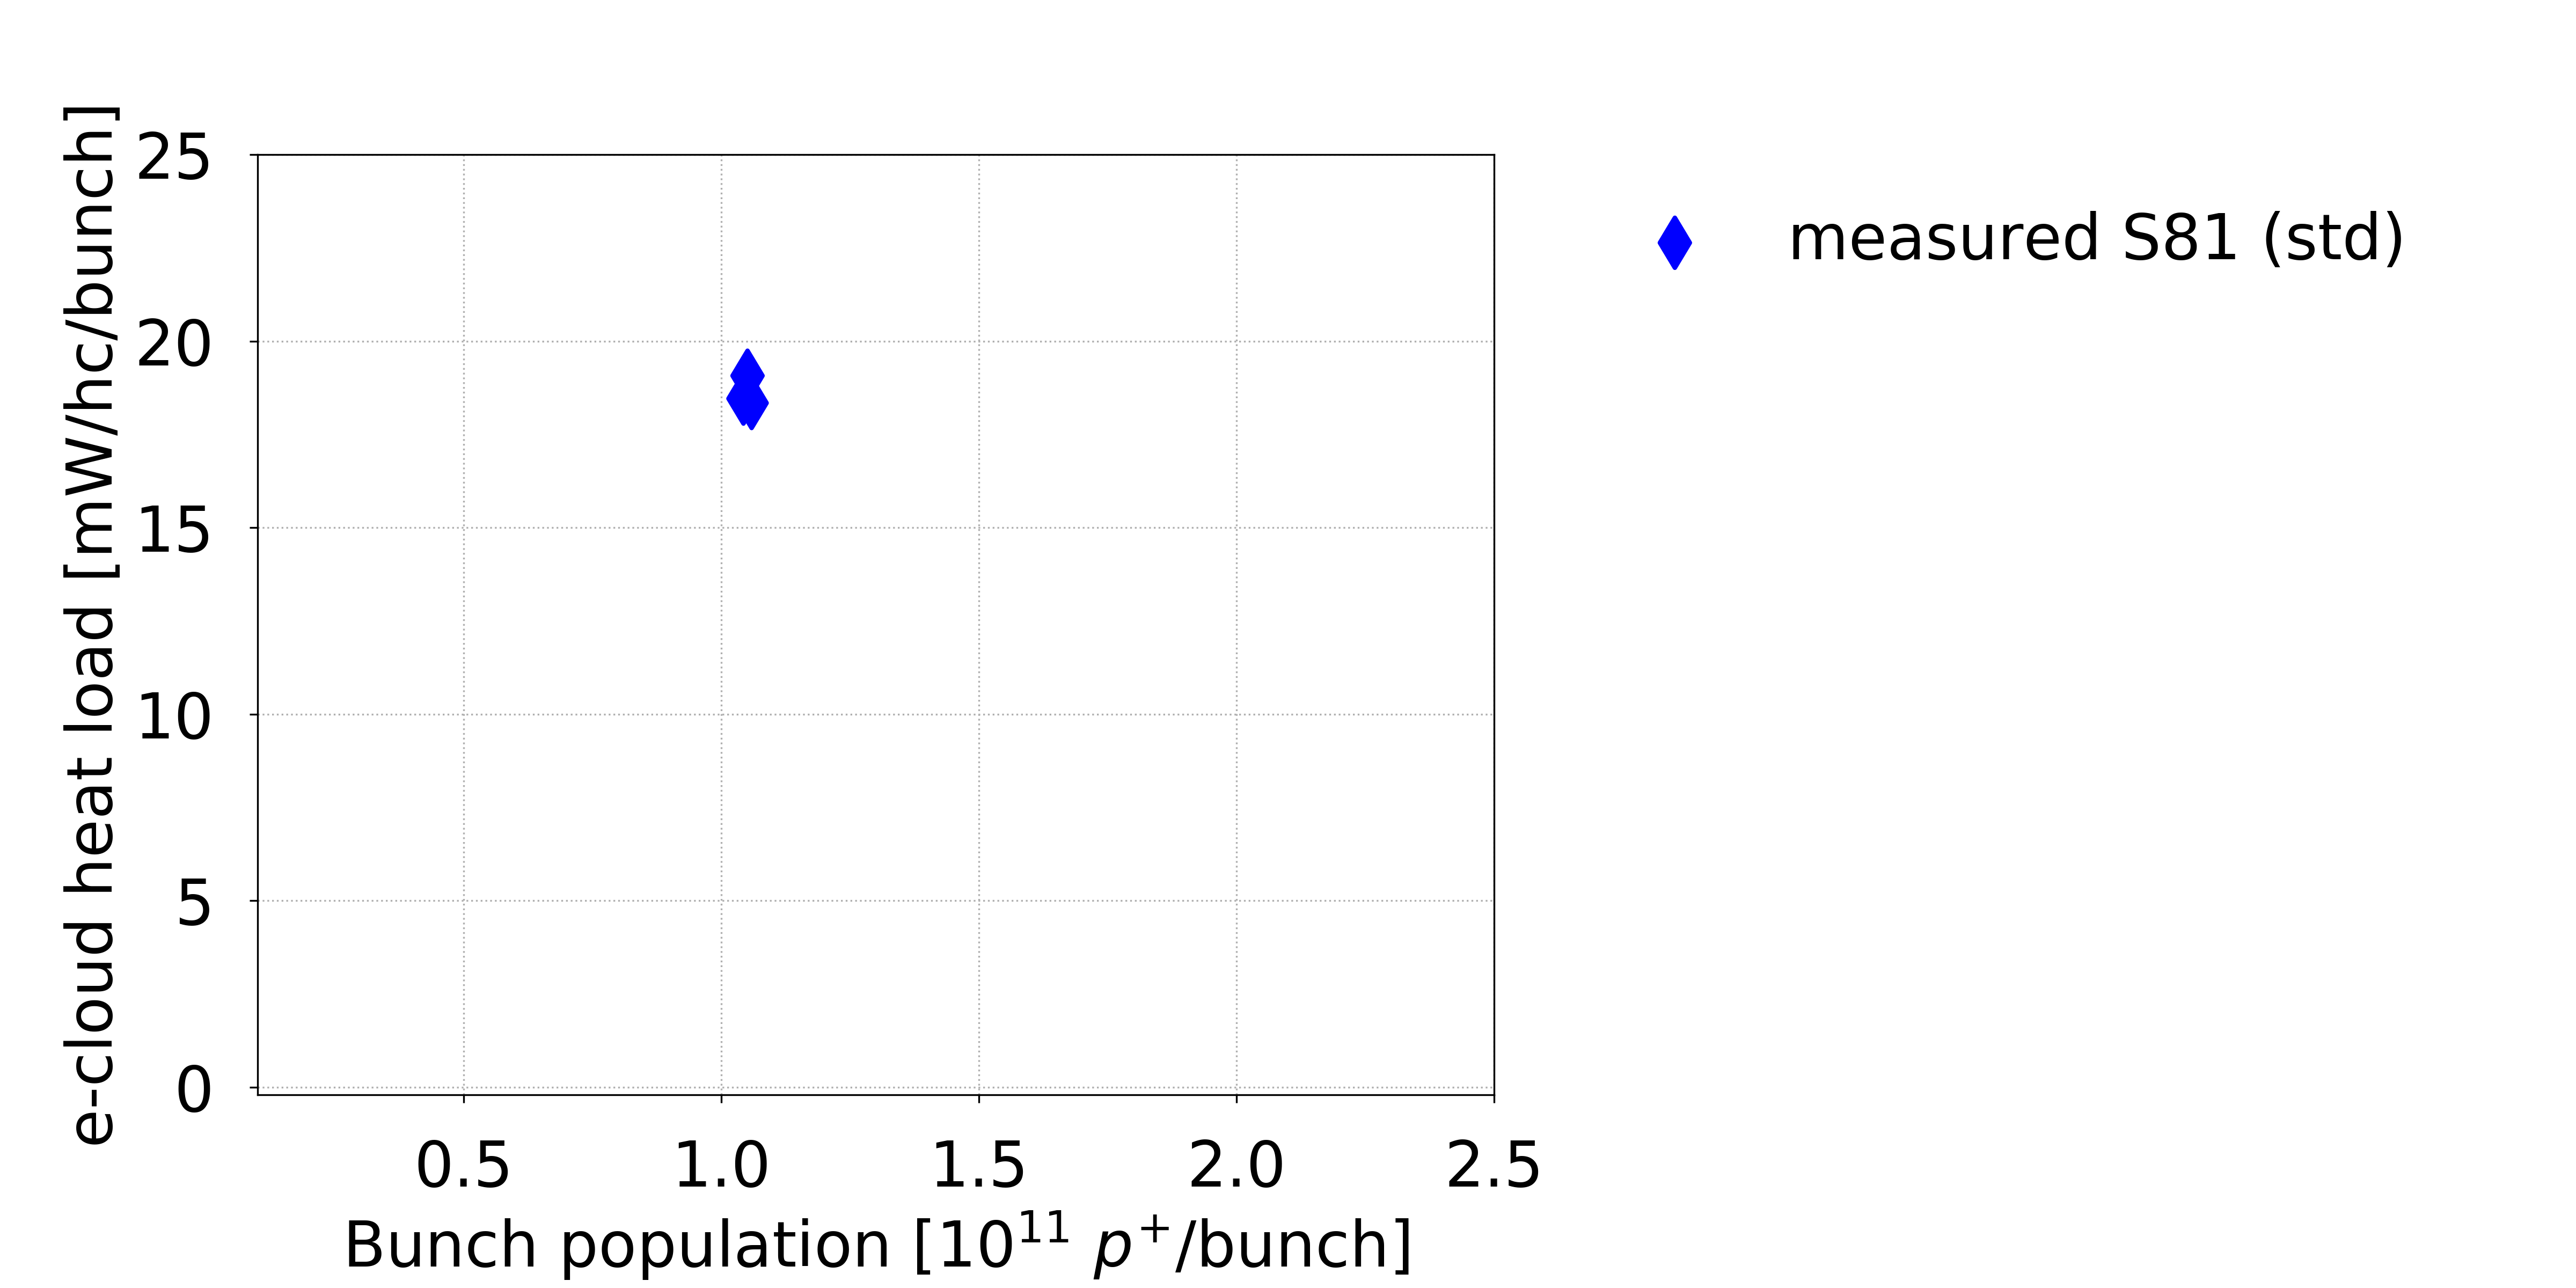 e-cloud heat load [mW/hc/bunch]
25
20
15
10
5
0
0.5 1.0 1.5 2.0 2.5
Bunch population [10¹¹ p⁺/bunch]
measured S81 (std)